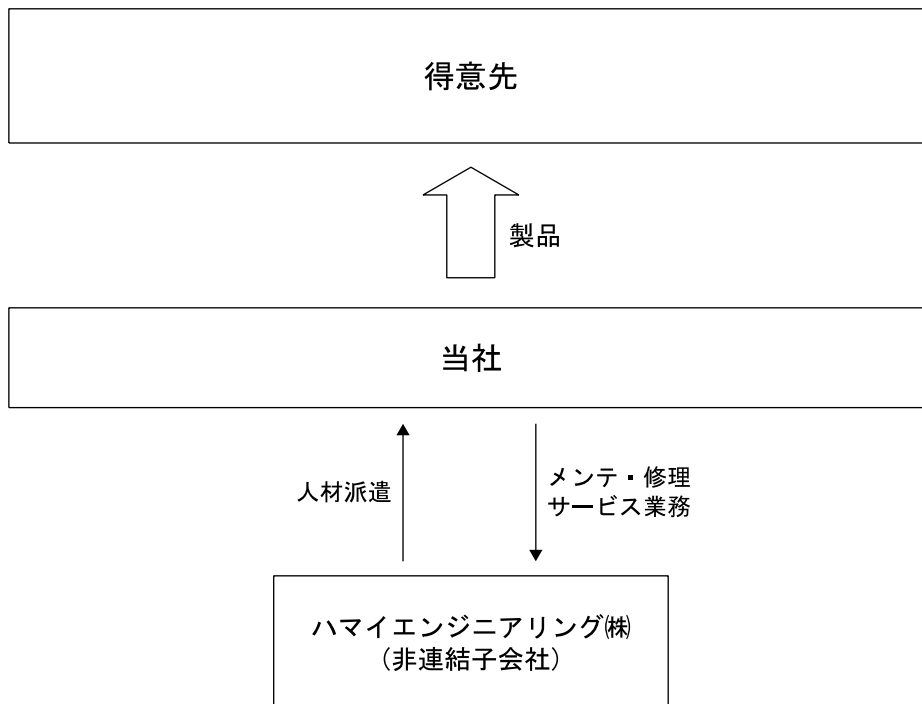 得意先
製品
当社
人材派遣
メンテ・修理
サービス業務
ハマイエンジニアリング㈱
(非連結子会社)